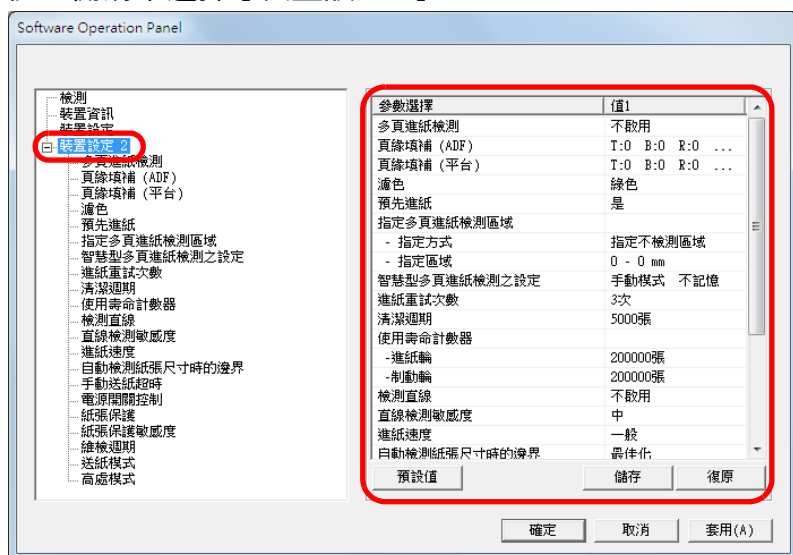 Software Operation Panel
檢測
裝置資訊
裝置設定
裝置設定 2
多頁進紙檢測
頁緣填補 (ADF)
頁緣填補 (平台)
濾色
預先進紙
指定多頁進紙檢測區域
智慧型多頁進紙檢測之設定
進紙重試次數
清潔週期
使用壽命計數器
檢測直線
直線檢測敏感度
進紙速度
自動檢測紙張尺寸時的邊界
手動送紙超時
電源開關控制
紙張保護
紙張保護敏感度
維檢週期
送紙模式
高處模式
參數選擇 值1
多頁進紙檢測 不啟用
頁緣填補 (ADF) T:0 B:0 R:0 ...
頁緣填補 (平台) T:0 B:0 R:0 ...
濾色 綠色
預先進紙 是
指定多頁進紙檢測區域
- 指定方式 指定不檢測區域
- 指定區域 0 - 0 mm
智慧型多頁進紙檢測之設定 手動模式 不記憶
進紙重試次數 3次
清潔週期 5000張
使用壽命計數器
-進紙輪 200000張
-制動輪 200000張
檢測直線 不啟用
直線檢測敏感度 中
進紙速度 一般
自動檢測紙張尺寸時的邊界 最佳化
預設值 儲存 復原
確定 取消 套用(A)